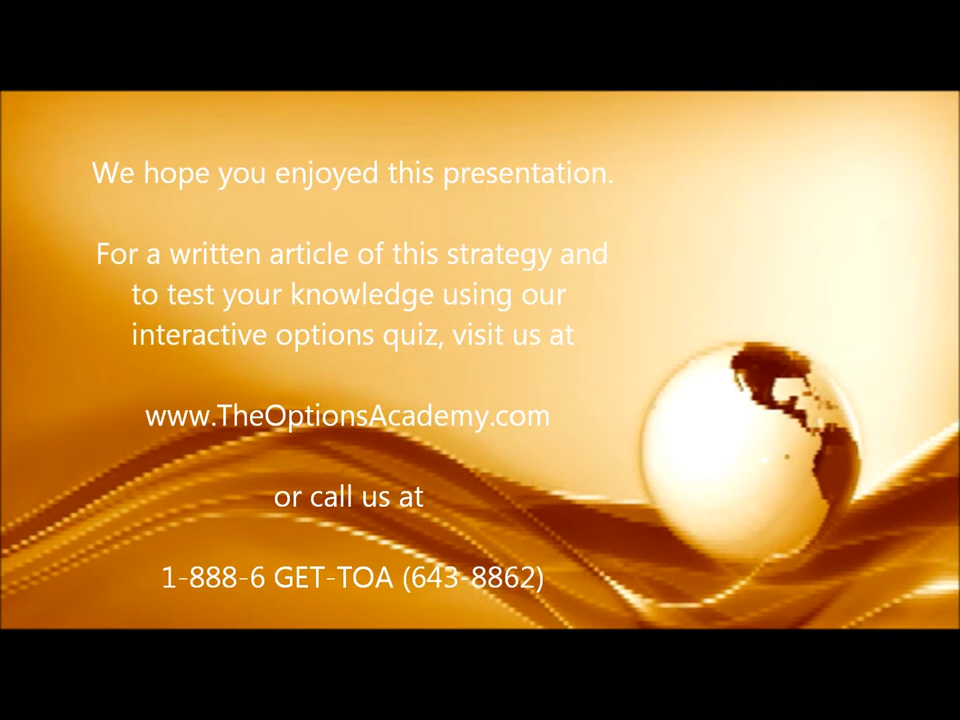 We hope you enjoyed this presentation.
For a written article of this strategy and
to test your knowledge using our
interactive options quiz, visit us at
www.TheOptionsAcademy.com
or call us at
1-888-6 GET-TOA (643-8862)